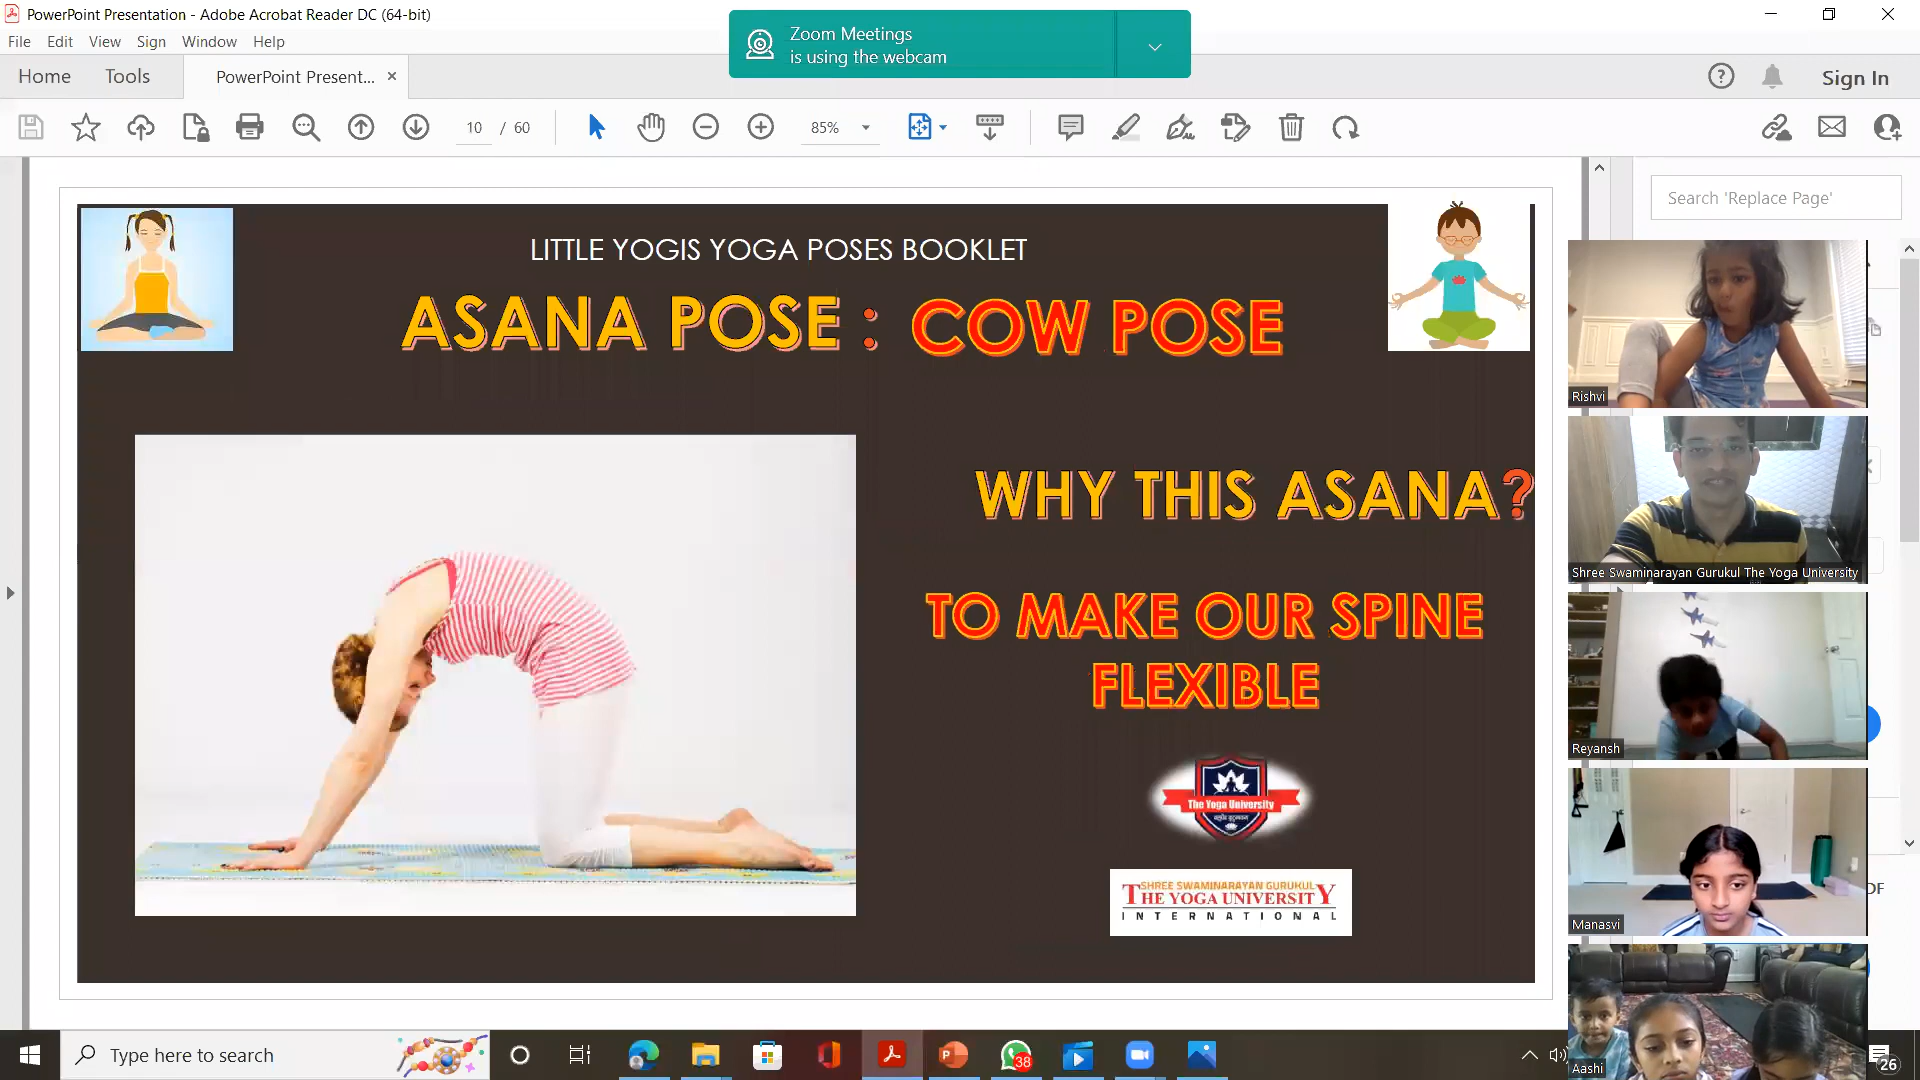 PowerPoint Presentation - Adobe Acrobat Reader DC (64-bit)
File Edit View Sign Window Help
Zoom Meetings
is using the webcam
Home Tools PowerPoint Present... ×
Sign In
10 / 60
85%
Search 'Replace Page'
LITTLE YOGIS YOGA POSES BOOKLET
ASANA POSE : COW POSE
WHY THIS ASANA?
TO MAKE OUR SPINE
FLEXIBLE
The Yoga University
SHREE SWAMINARAYAN GURUKUL
THE YOGA UNIVERSITY
INTERNATIONAL
Rishvi
Shree Swaminarayan Gurukul The Yoga University
Reyansh
Manasvi
DF
Aashi
Type here to search
38
26